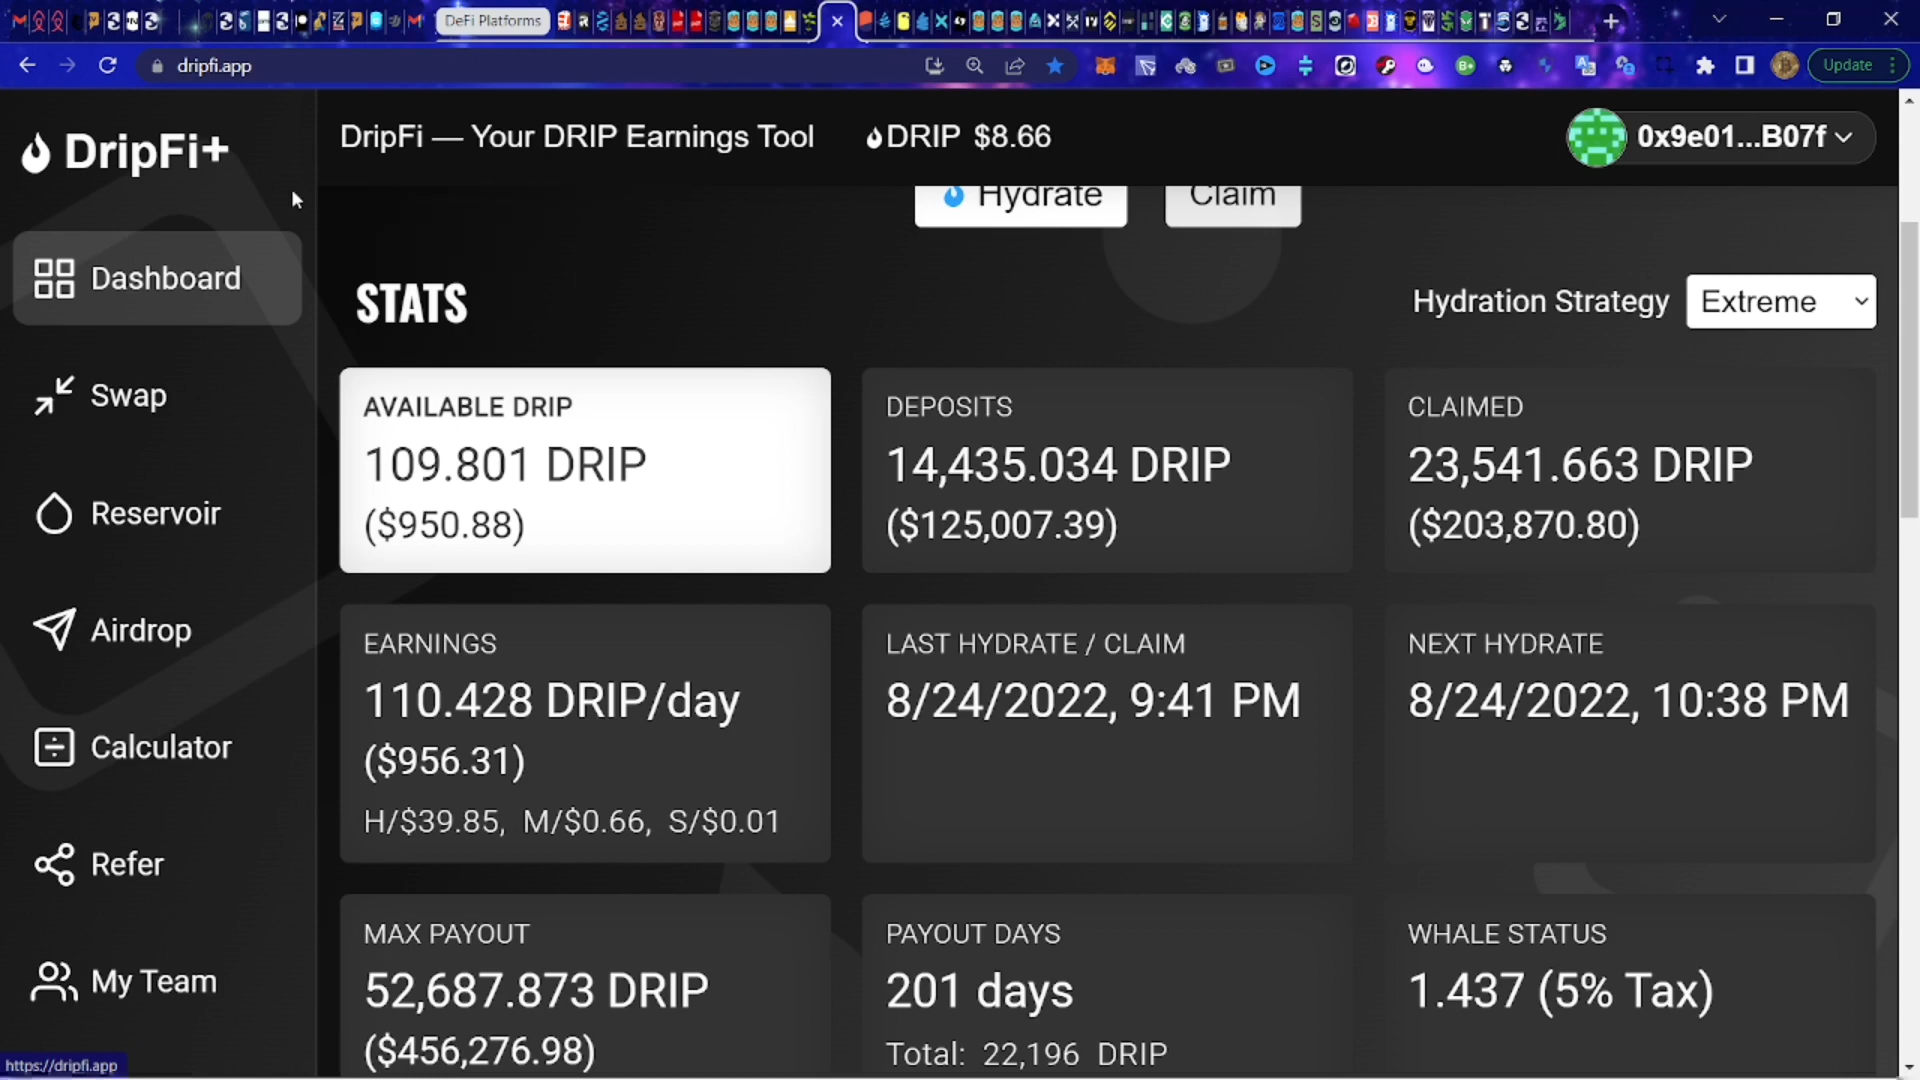 DeFi Platforms
dripfi.app
Update
DripFi+
DripFi — Your DRIP Earnings Tool
DRIP $8.66
0x9e01...B07f
Hydrate
Claim
Dashboard
Swap
Reservoir
Airdrop
Calculator
Refer
My Team
STATS
Hydration Strategy
Extreme
AVAILABLE DRIP
109.801 DRIP
($950.88)
DEPOSITS
14,435.034 DRIP
($125,007.39)
CLAIMED
23,541.663 DRIP
($203,870.80)
EARNINGS
110.428 DRIP/day
($956.31)
H/$39.85, M/$0.66, S/$0.01
LAST HYDRATE / CLAIM
8/24/2022, 9:41 PM
NEXT HYDRATE
8/24/2022, 10:38 PM
MAX PAYOUT
52,687.873 DRIP
($456,276.98)
PAYOUT DAYS
201 days
Total: 22,196 DRIP
WHALE STATUS
1.437 (5% Tax)
https://dripfi.app